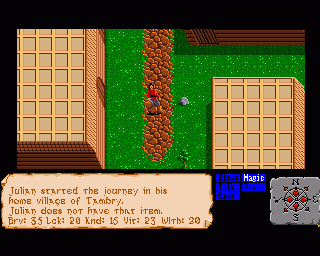 Julian started the journey in his
home village of Tambry.
Julian does not have that item.
Brv: 35 Lck: 20 Knd: 15 Vit: 23 Wlth: 20
Magic
N
S